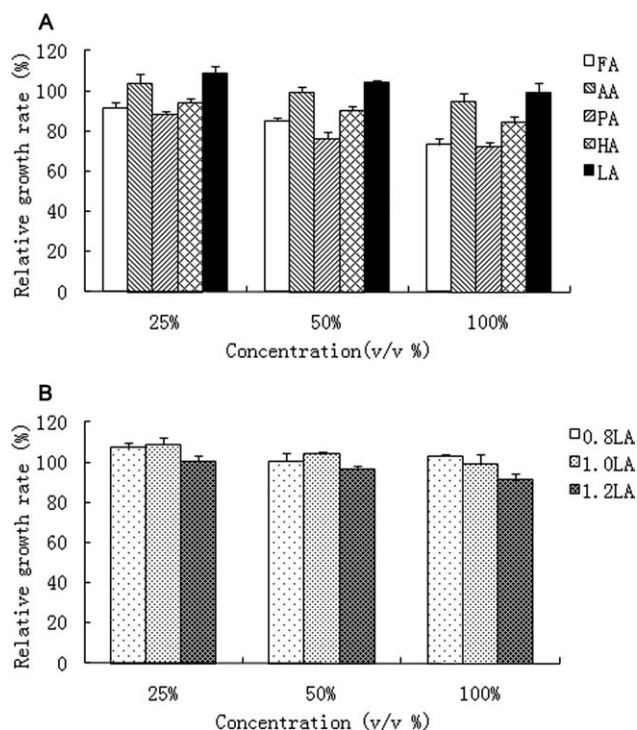 A
Relative growth rate (%)
120
100
80
60
40
20
0
25%
50%
100%
Concentration(v/v %)
FA
AA
PA
HA
LA
B
Relative growth rate (%)
120
100
80
60
40
20
0
25%
50%
100%
Concentration (v/v %)
0.8LA
1.0LA
1.2LA